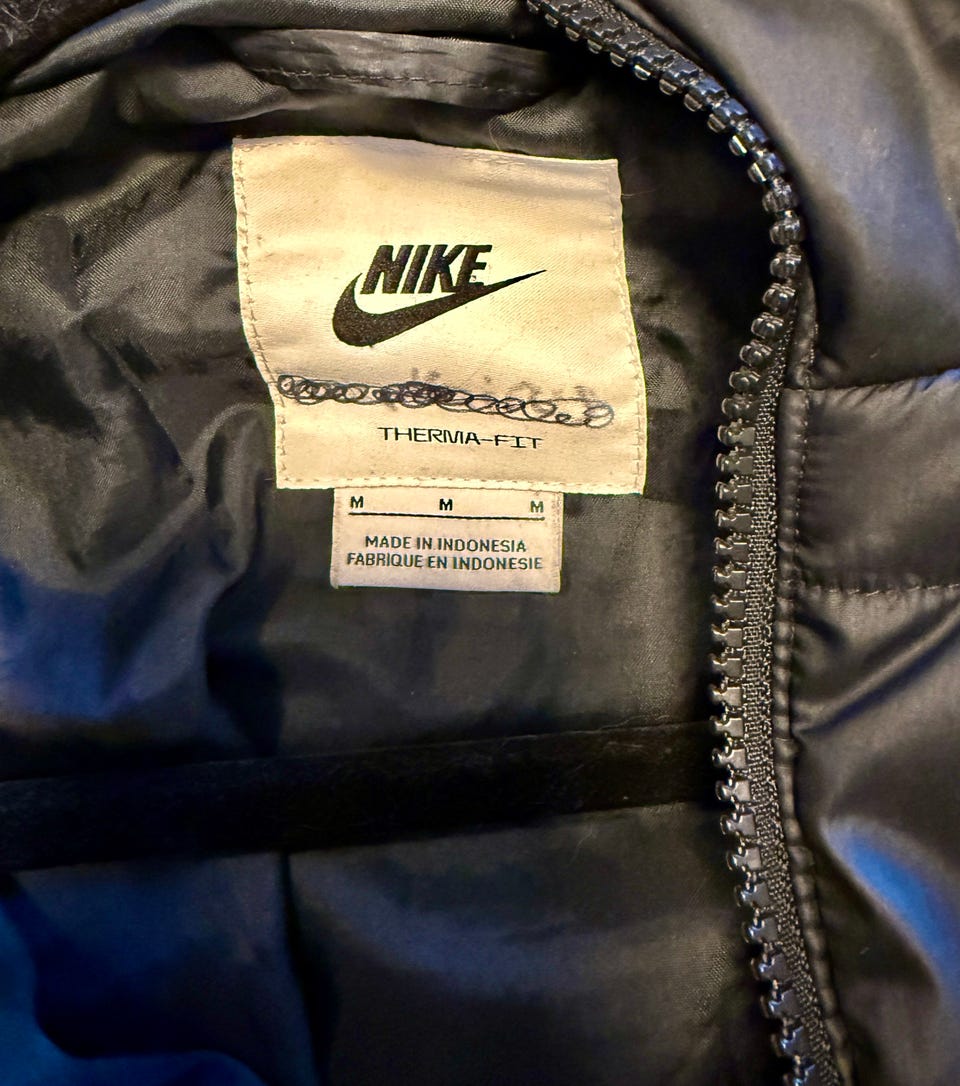 NIKE
THERMA-FIT
M M M
MADE IN INDONESIA
FABRIQUE EN INDONESIE